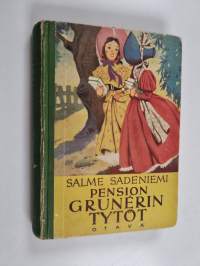 SALME SADENIEMI
PENSION
GRUNERIN
TYTÖT
OTAVA